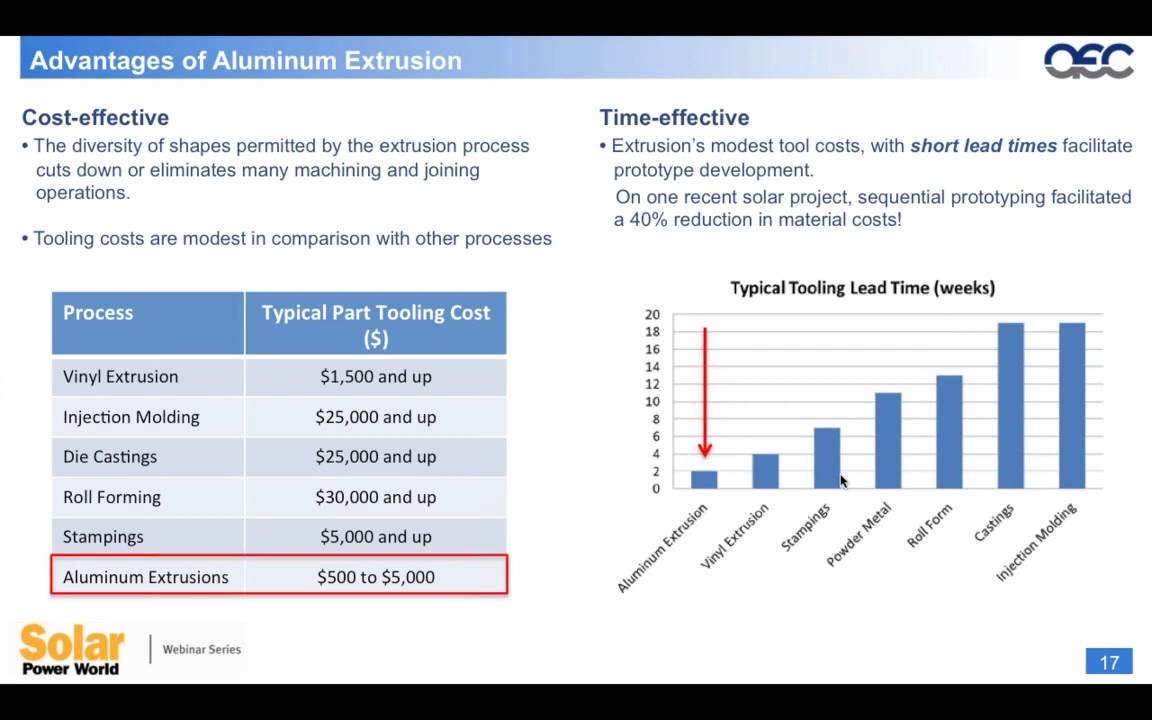 Advantages of Aluminum Extrusion
AEC
Cost-effective
• The diversity of shapes permitted by the extrusion process
cuts down or eliminates many machining and joining
operations.
• Tooling costs are modest in comparison with other processes
Process
Typical Part Tooling Cost
($)
Vinyl Extrusion
$1,500 and up
Injection Molding
$25,000 and up
Die Castings
$25,000 and up
Roll Forming
$30,000 and up
Stampings
$5,000 and up
Aluminum Extrusions
$500 to $5,000
Time-effective
• Extrusion's modest tool costs, with short lead times facilitate
prototype development.
On one recent solar project, sequential prototyping facilitated
a 40% reduction in material costs!
Typical Tooling Lead Time (weeks)
20
18
16
14
12
10
8
6
4
2
0
Aluminum Extrusion
Vinyl Extrusion
Stampings
Powder Metal
Roll Form
Castings
Injection Molding
Solar
Power World
Webinar Series
17